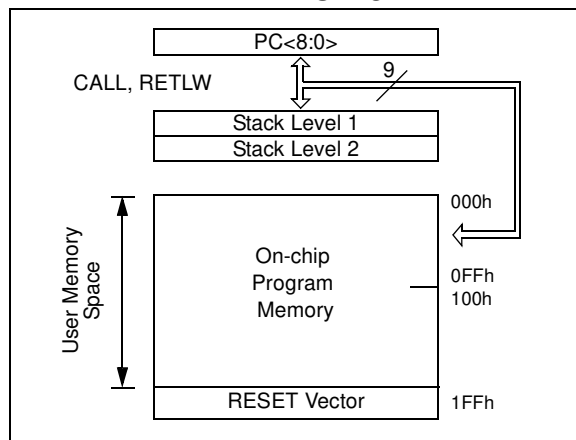 PC<8:0>
9
CALL, RETLW
Stack Level 1
Stack Level 2
000h
User Memory
Space
On-chip
Program
Memory
0FFh
100h
RESET Vector
1FFh